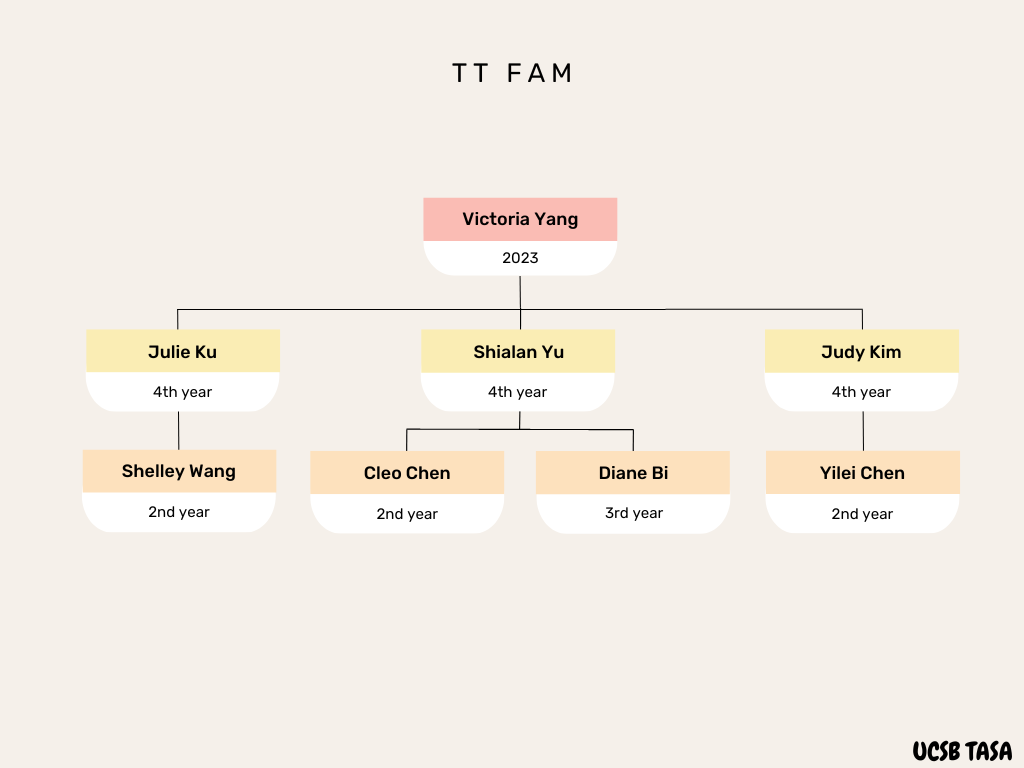 TT FAM
Victoria Yang
2023
Julie Ku
4th year
Shialan Yu
4th year
Judy Kim
4th year
Shelley Wang
2nd year
Cleo Chen
2nd year
Diane Bi
3rd year
Yilei Chen
2nd year
UCSB TASA